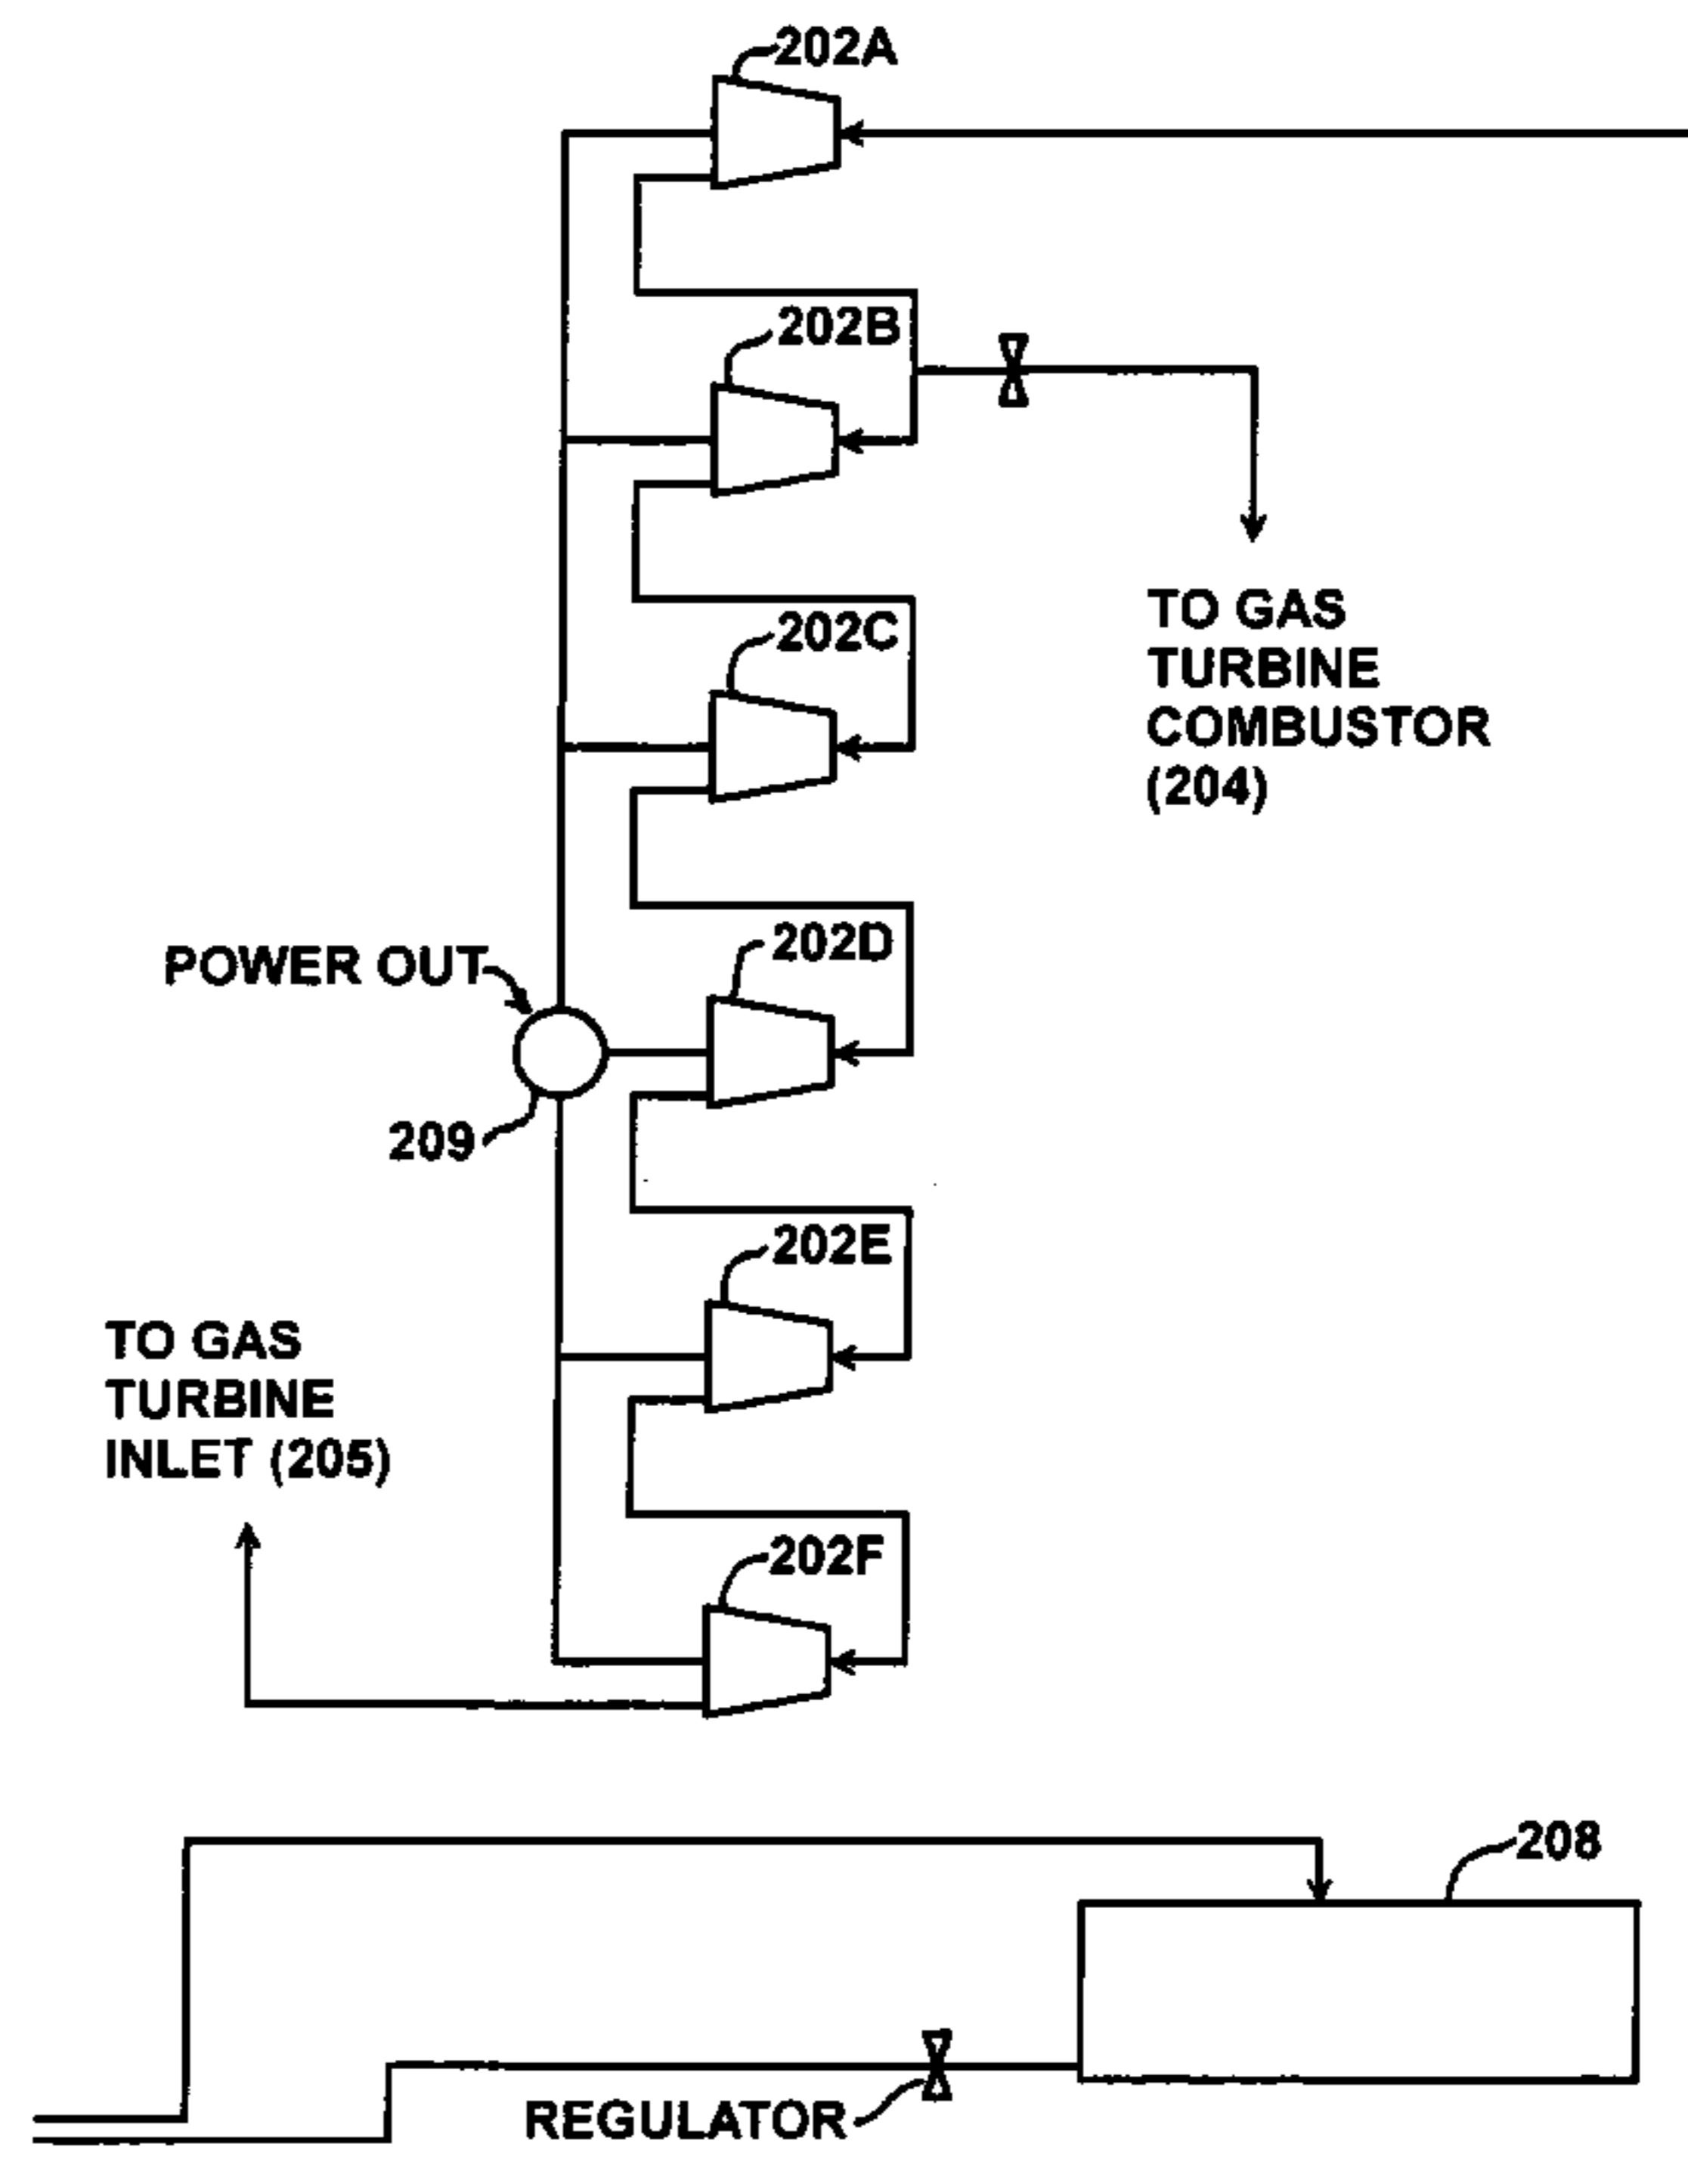 202A
202B
202C
TO GAS
TURBINE
COMBUSTOR
(204)
202D
POWER OUT
209
202E
TO GAS
TURBINE
INLET (205)
202F
208
REGULATOR